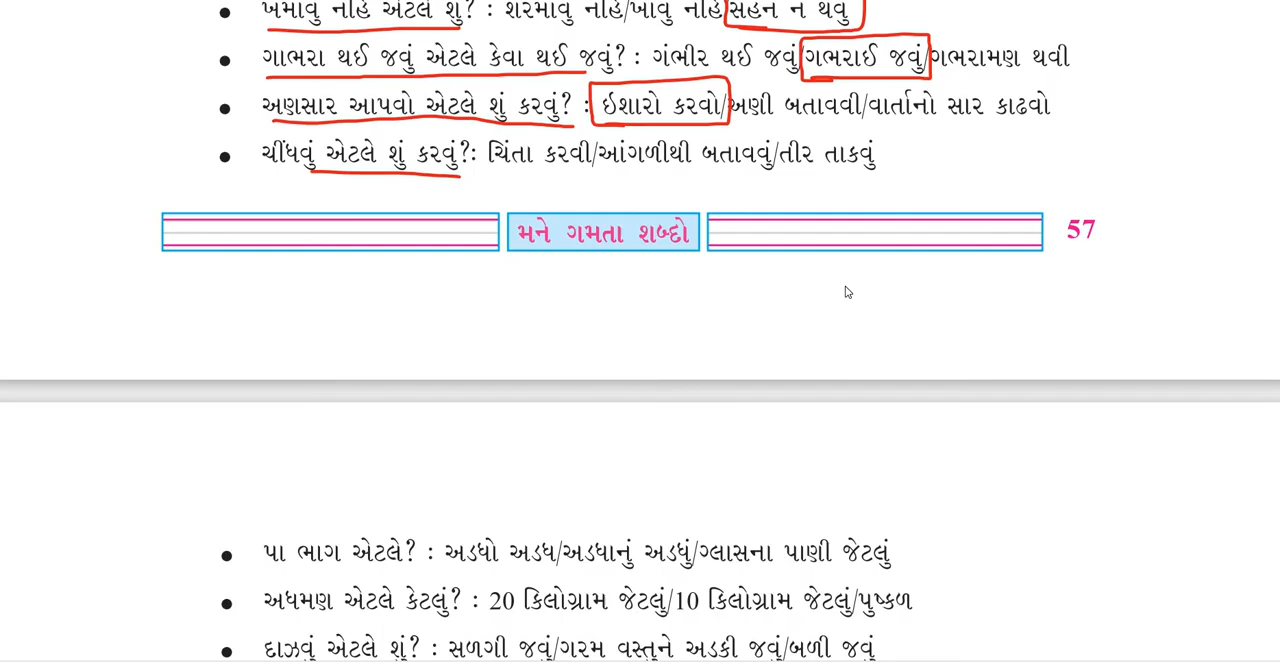 • ખમાવું નહિ એટલે શું? : શરમાવું નહિ/ખાવું નહિ/સહન ન થવું
• ગાભરા થઈ જવું એટલે કેવા થઈ જવું? : ગંભીર થઈ જવું/ગભરાઈ જવું/ગભરામણ થવી
• અણસાર આપવો એટલે શું કરવું? : ઇશારો કરવો/અણી બતાવવી/વાર્તાનો સાર કાઢવો
• ચીંધવું એટલે શું કરવું?: ચિંતા કરવી/આંગળીથી બતાવવું/તીર તાકવું
મને ગમતા શબ્દો 57
• પા ભાગ એટલે? : અડધો અડધ/અડધાનું અડધું/ગ્લાસના પાણી જેટલું
• અધમણ એટલે કેટલું? : 20 કિલોગ્રામ જેટલું/10 કિલોગ્રામ જેટલું/પુષ્કળ
• દાઝવું એટલે શું? : સળગી જવું/ગરમ વસ્તુને અડકી જવું/બળી જવું